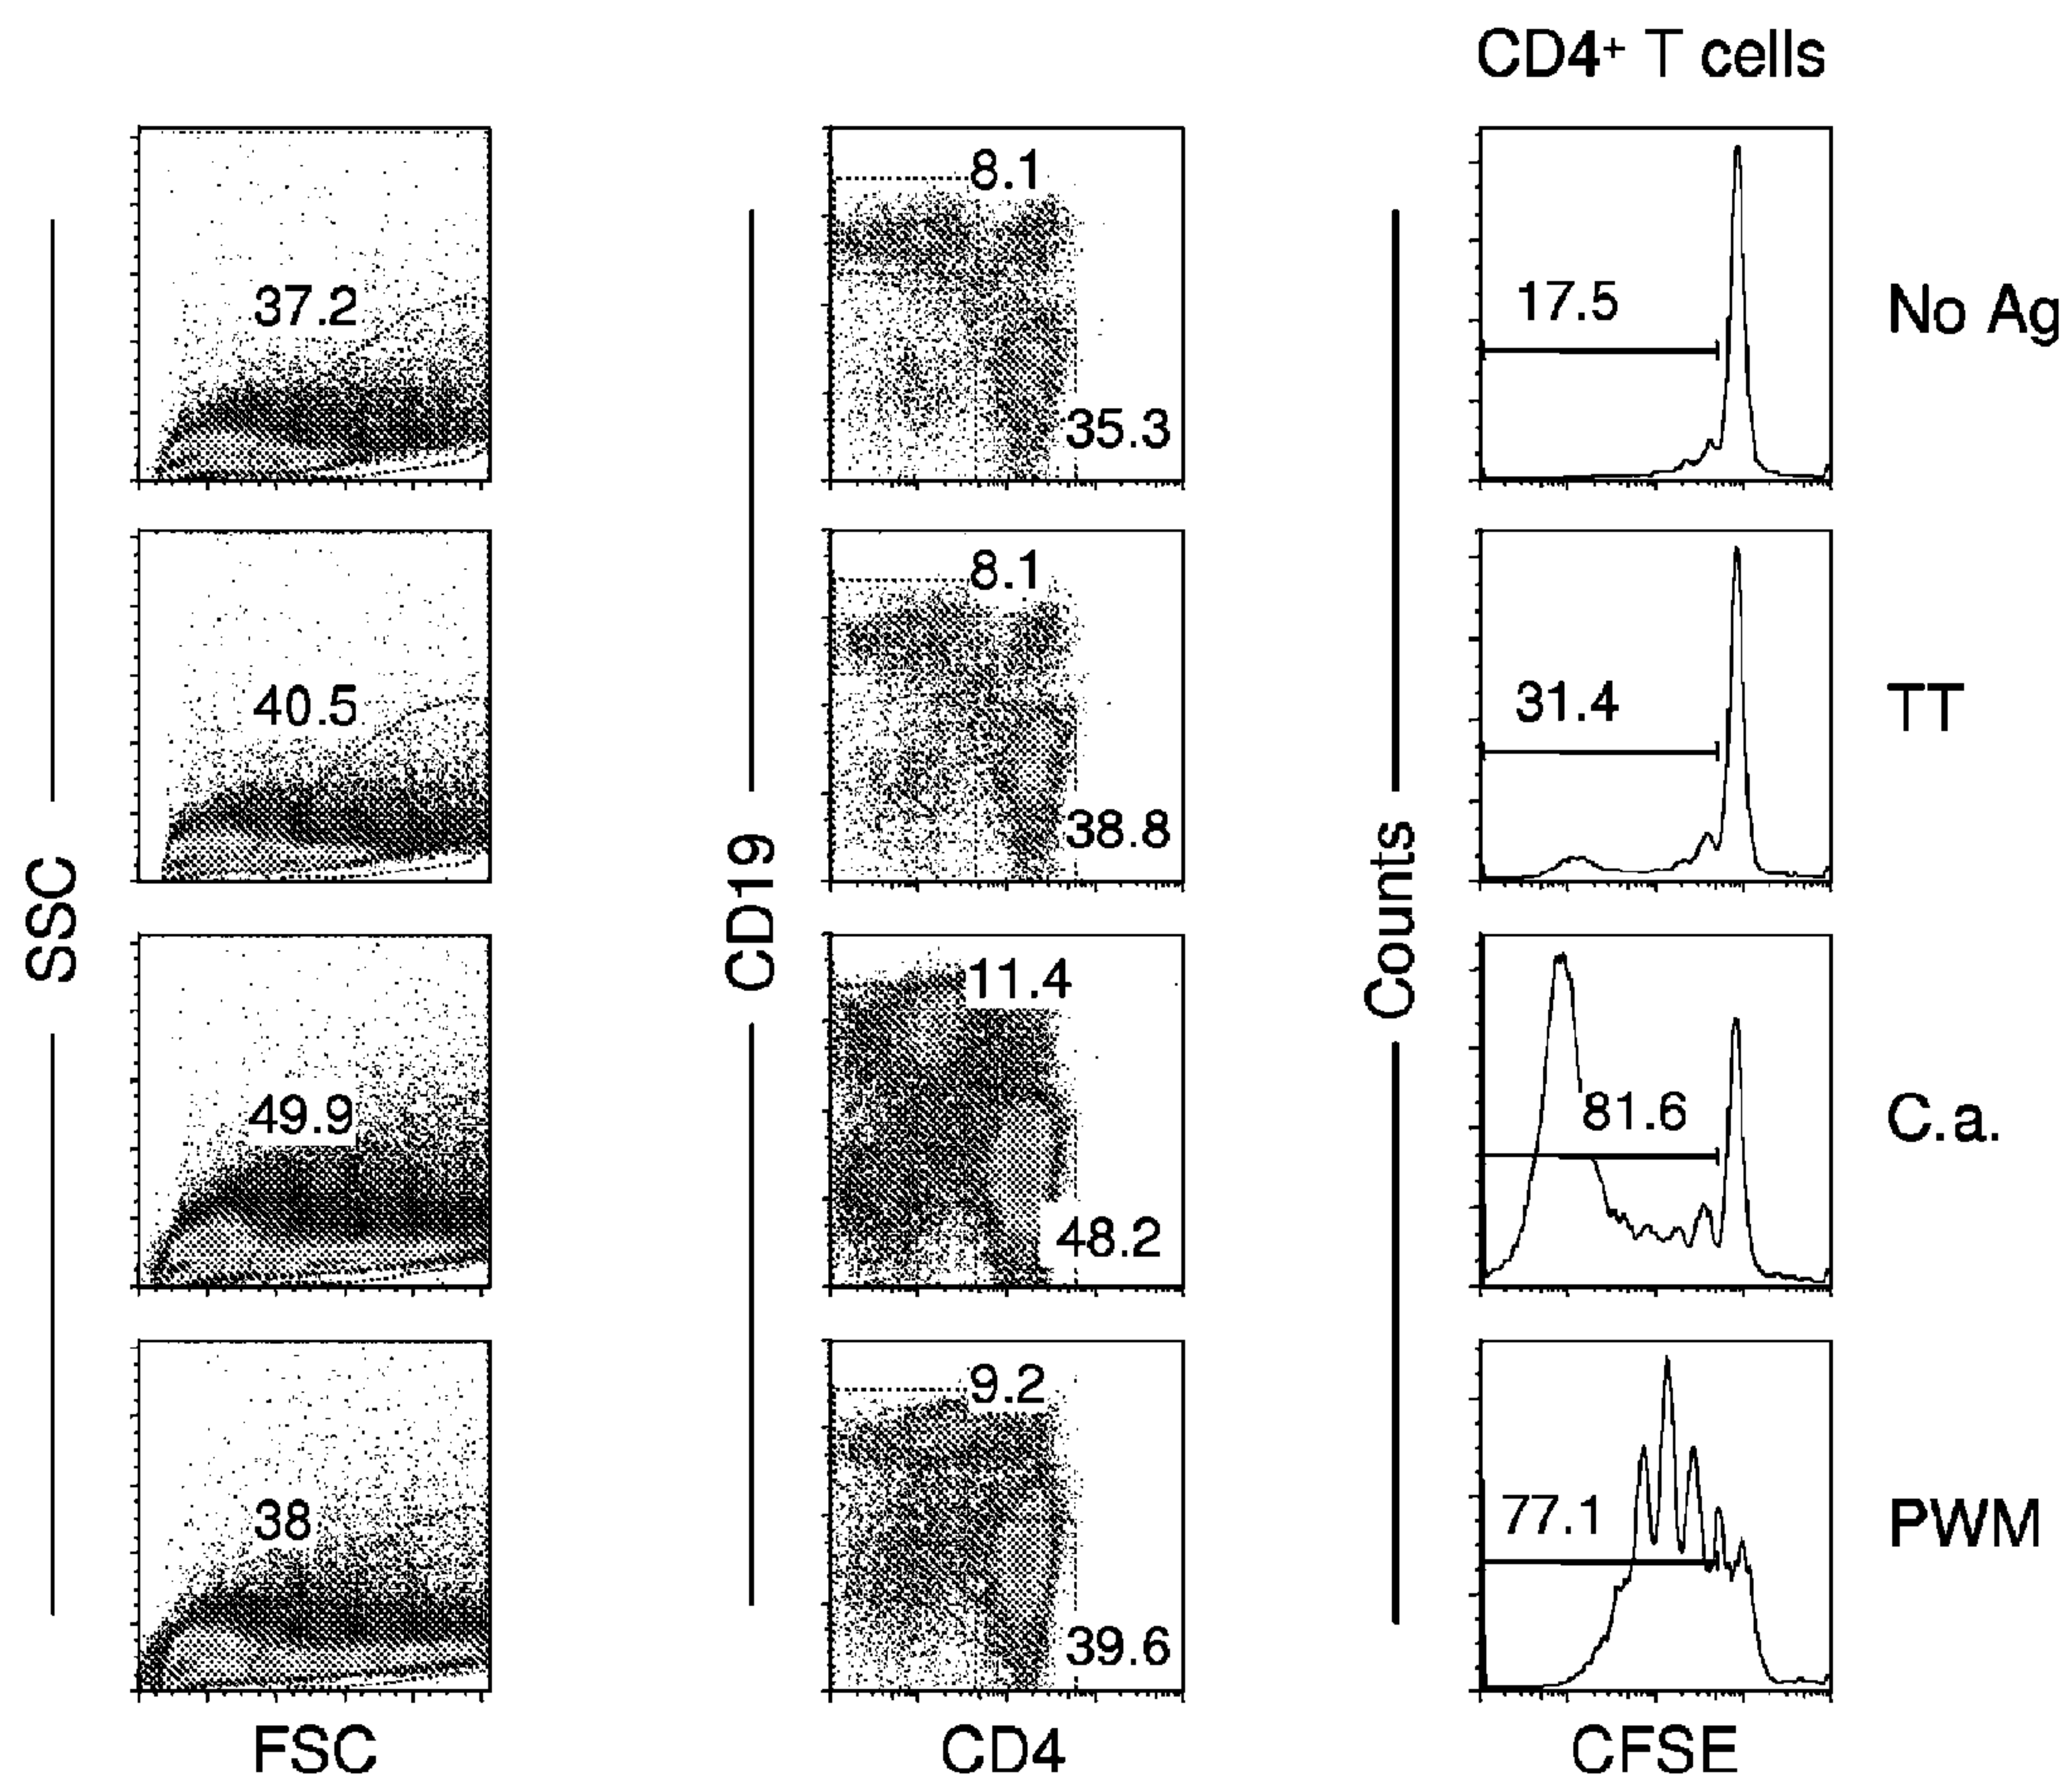 CD4+ T cells
37.2
8.1
35.3
17.5
No Ag
40.5
8.1
38.8
31.4
TT
49.9
11.4
48.2
81.6
C.a.
38
9.2
39.6
77.1
PWM
SSC
CD19
Counts
FSC
CD4
CFSE